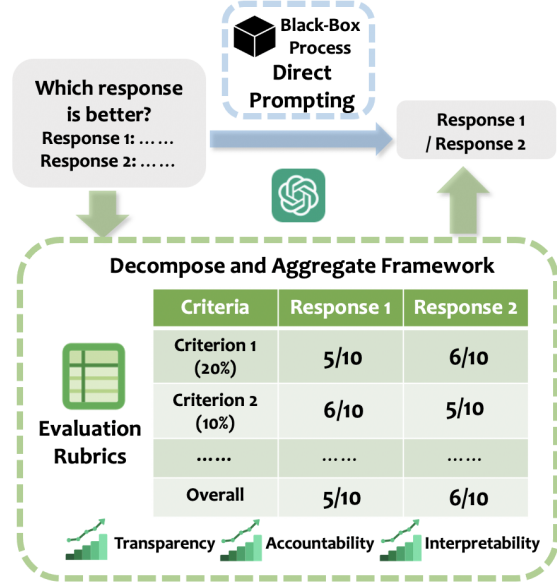 Black-Box
Process
Direct
Prompting
Which response
is better?
Response 1: ... ...
Response 2: ... ...
Response 1
/ Response 2
Decompose and Aggregate Framework
Evaluation
Rubrics
Criteria Response 1 Response 2
Criterion 1
(20%)
5/10 6/10
Criterion 2
(10%)
6/10 5/10
...... ...... ......
Overall 5/10 6/10
Transparency Accountability Interpretability